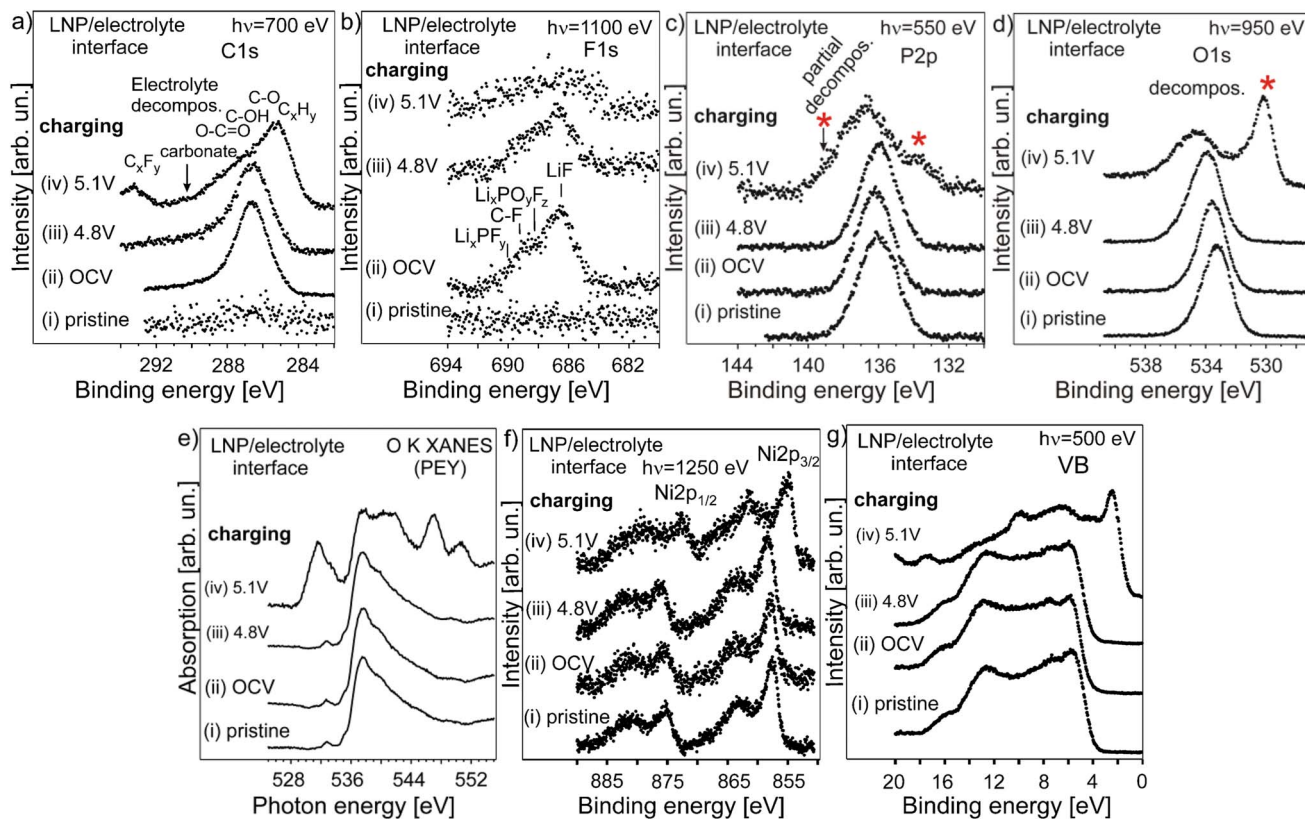 a)
LNP/electrolyte hν=700 eV
interface C1s
Electrolyte
decompos.
C-O
C-OH
CxHy
O-C=O
charging
CxFy
carbonate
(iv) 5.1V
(iii) 4.8V
(ii) OCV
(i) pristine
Intensity [arb. un.]
292 288 284
Binding energy [eV]
b)
LNP/electrolyte hν=1100 eV
interface F1s
charging
(iv) 5.1V
(iii) 4.8V
LiF
LixPOyFz
C-F
LixPFy
(ii) OCV
(i) pristine
Intensity [arb. un.]
694 690 686 682
Binding energy [eV]
c)
LNP/electrolyte hν=550 eV
interface P2p
partial
decompos.
*
*
charging
(iv) 5.1V
(iii) 4.8V
(ii) OCV
(i) pristine
Intensity [arb. un.]
144 140 136 132
Binding energy [eV]
d)
LNP/electrolyte hν=950 eV
interface O1s
decompos. *
charging
(iv) 5.1V
(iii) 4.8V
(ii) OCV
(i) pristine
Intensity [arb. un.]
538 534 530
Binding energy [eV]
e)
LNP/electrolyte O K XANES
interface (PEY)
charging
(iv) 5.1V
(iii) 4.8V
(ii) OCV
(i) pristine
Absorption [arb. un.]
528 536 544 552
Photon energy [eV]
f)
LNP/electrolyte Ni2p3/2
interface hν=1250 eV
Ni2p1/2
charging
(iv) 5.1V
(iii) 4.8V
(ii) OCV
(i) pristine
Intensity [arb. un.]
885 875 865 855
Binding energy [eV]
g)
LNP/electrolyte hν=500 eV
interface VB
charging
(iv) 5.1V
(iii) 4.8V
(ii) OCV
(i) pristine
Intensity [arb. un.]
20 16 12 8 4 0
Binding energy [eV]